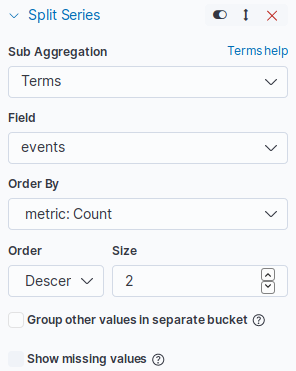 Split Series
Sub Aggregation Terms help
Terms
Field
events
Order By
metric: Count
Order Size
Descer 2
Group other values in separate bucket
Show missing values